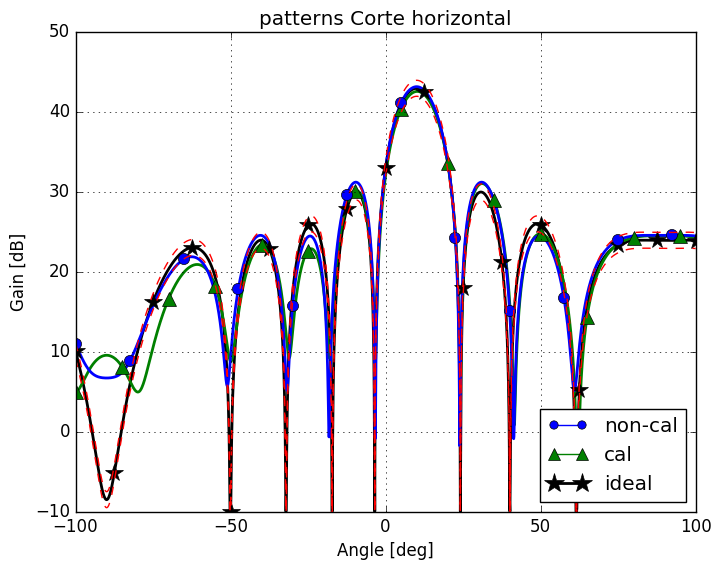 patterns Corte horizontal
50
40
30
20
10
0
−10
Gain [dB]
−100
−50
0
50
100
Angle [deg]
non-cal
cal
ideal